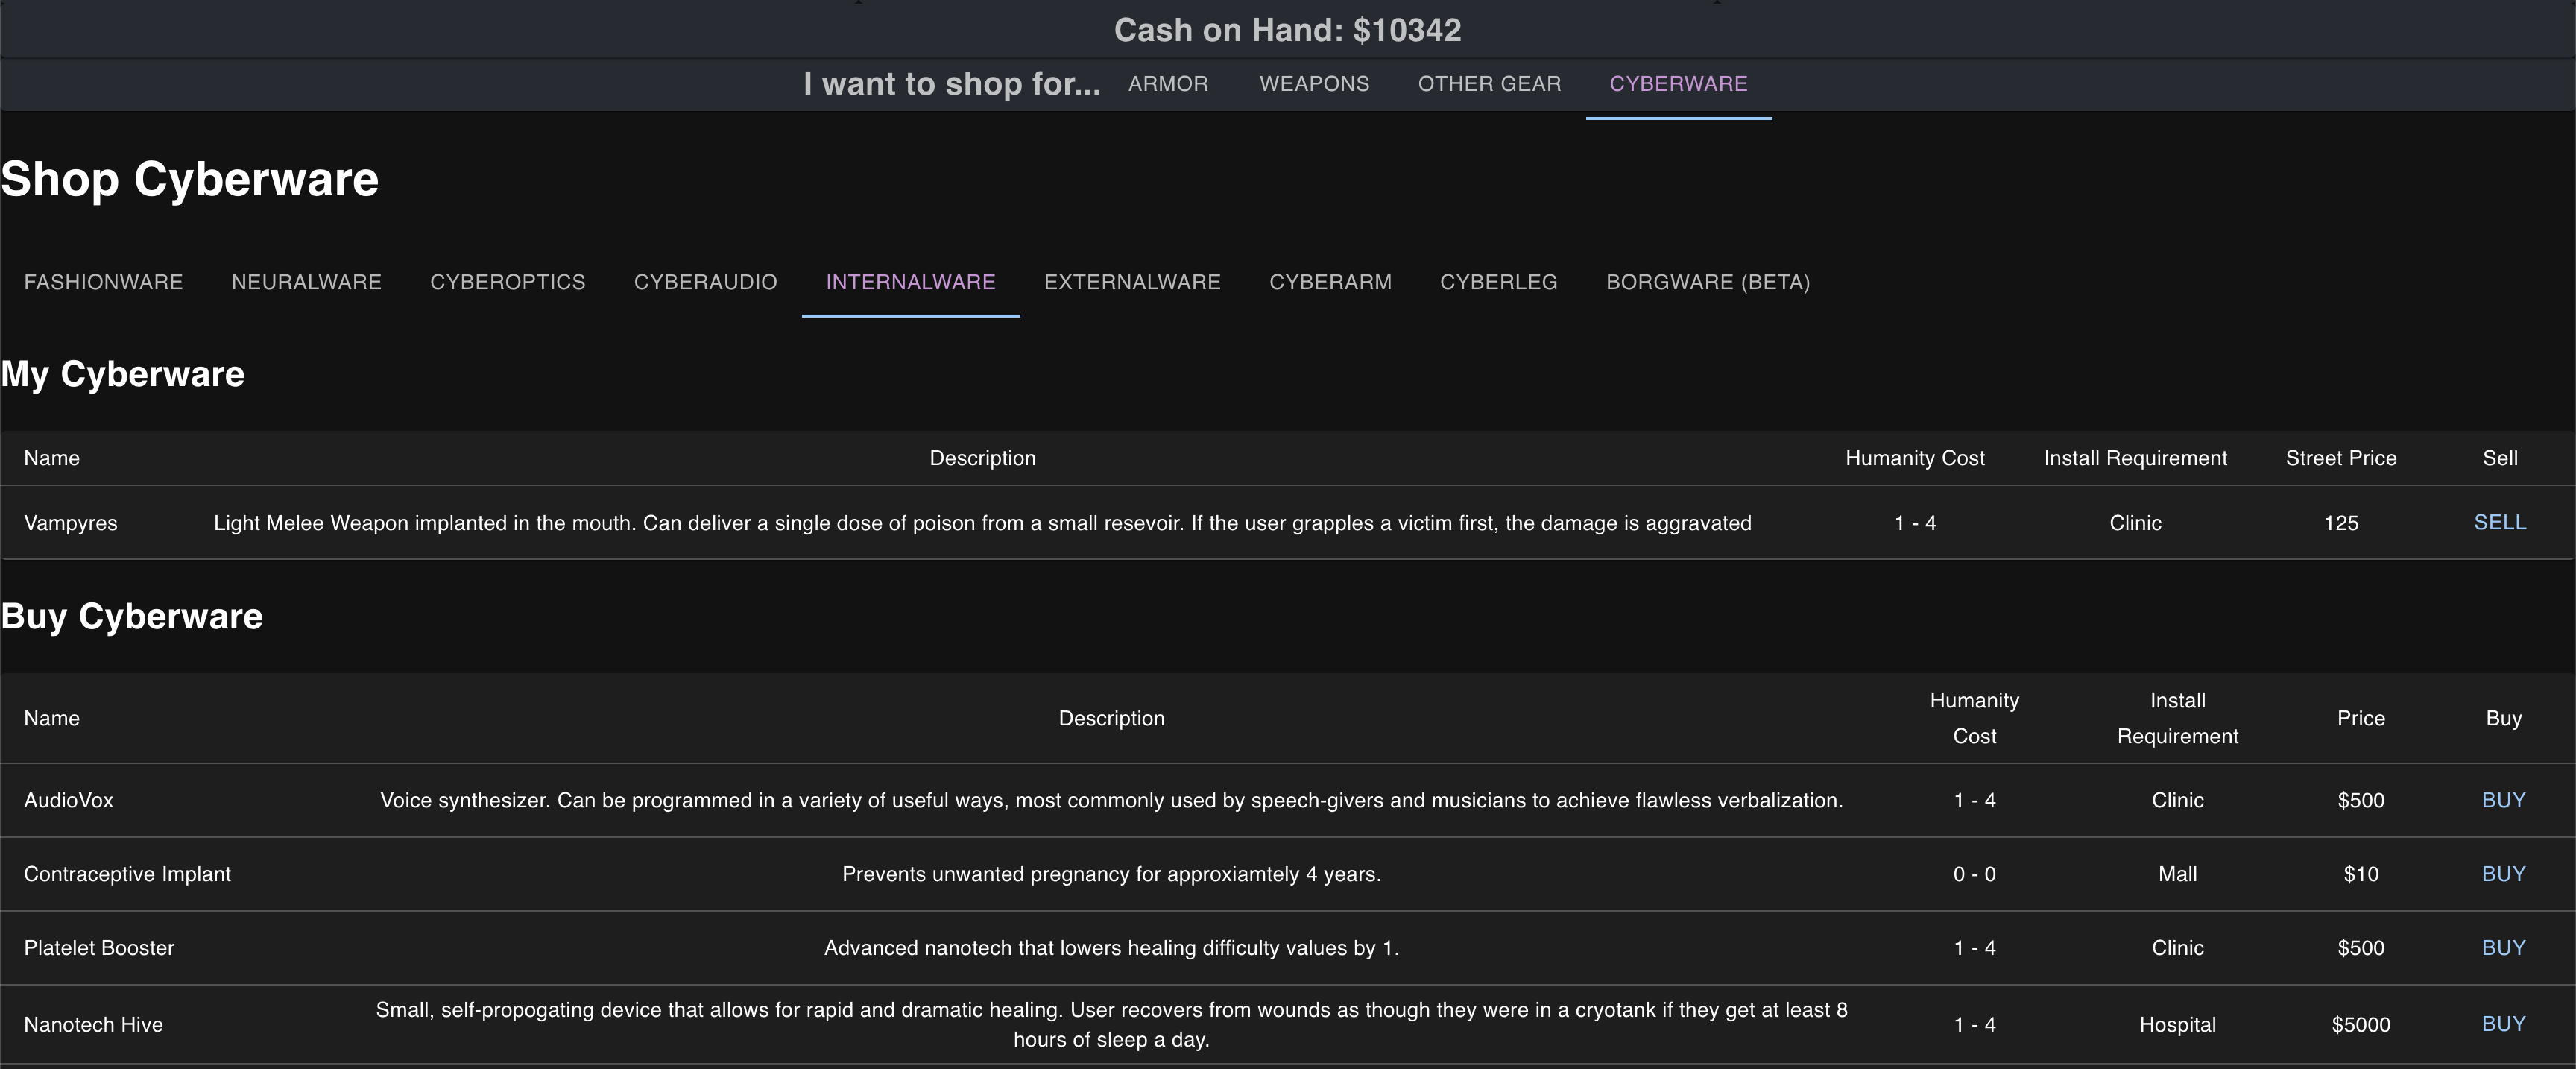 Cash on Hand: $10342
I want to shop for... ARMOR WEAPONS OTHER GEAR CYBERWARE
Shop Cyberware
FASHIONWARE NEURALWARE CYBEROPTICS CYBERAUDIO INTERNALWARE EXTERNALWARE CYBERARM CYBERLEG BORGWARE (BETA)
My Cyberware
Name Description Humanity Cost Install Requirement Street Price Sell
Vampyres Light Melee Weapon implanted in the mouth. Can deliver a single dose of poison from a small resevoir. If the user grapples a victim first, the damage is aggravated 1 - 4 Clinic 125 SELL
Buy Cyberware
Name Description Humanity Cost Install Requirement Price Buy
AudioVox Voice synthesizer. Can be programmed in a variety of useful ways, most commonly used by speech-givers and musicians to achieve flawless verbalization. 1 - 4 Clinic $500 BUY
Contraceptive Implant Prevents unwanted pregnancy for approxiamtely 4 years. 0 - 0 Mall $10 BUY
Platelet Booster Advanced nanotech that lowers healing difficulty values by 1. 1 - 4 Clinic $500 BUY
Nanotech Hive Small, self-propogating device that allows for rapid and dramatic healing. User recovers from wounds as though they were in a cryotank if they get at least 8
hours of sleep a day. 1 - 4 Hospital $5000 BUY